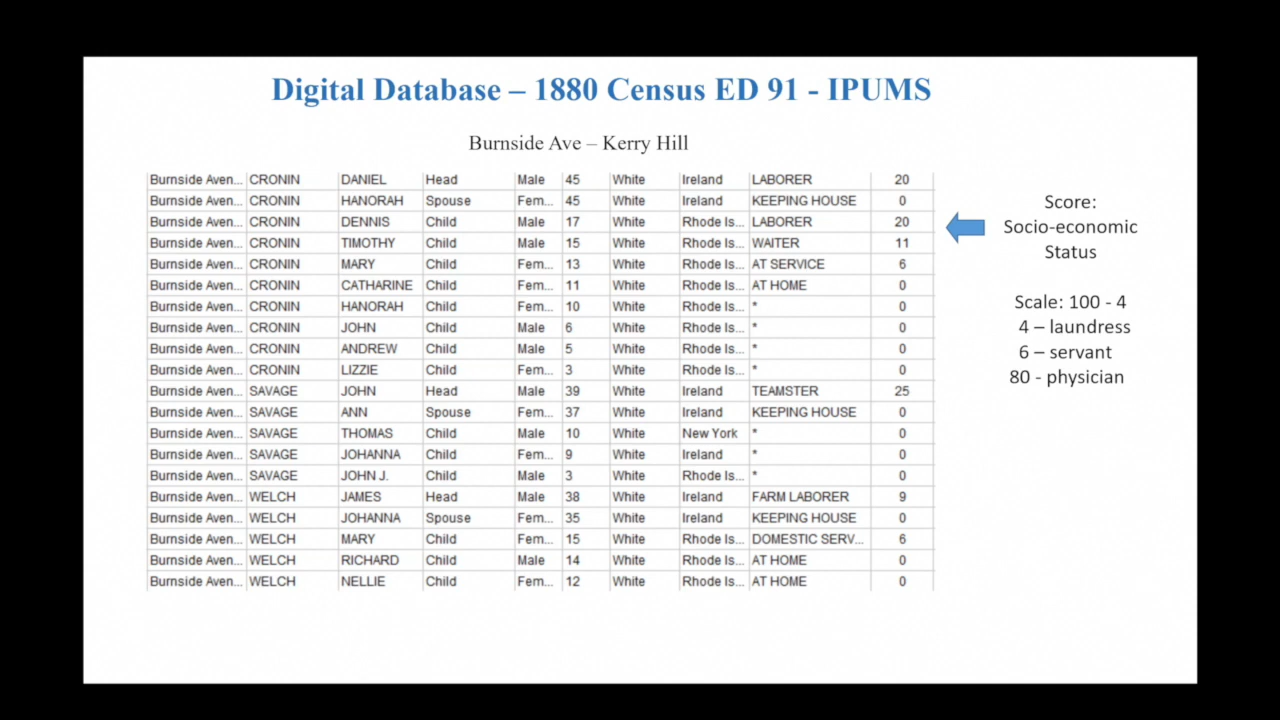 Digital Database – 1880 Census ED 91 - IPUMS
Burnside Ave – Kerry Hill
Burnside Aven... CRONIN DANIEL Head Male 45 White Ireland LABORER 20
Burnside Aven... CRONIN HANORAH Spouse Fem... 45 White Ireland KEEPING HOUSE 0
Burnside Aven... CRONIN DENNIS Child Male 17 White Rhode Is... LABORER 20
Burnside Aven... CRONIN TIMOTHY Child Male 15 White Rhode Is... WAITER 11
Burnside Aven... CRONIN MARY Child Fem... 13 White Rhode Is... AT SERVICE 6
Burnside Aven... CRONIN CATHARINE Child Fem... 11 White Rhode Is... AT HOME 0
Burnside Aven... CRONIN HANORAH Child Fem... 10 White Rhode Is... * 0
Burnside Aven... CRONIN JOHN Child Male 6 White Rhode Is... * 0
Burnside Aven... CRONIN ANDREW Child Male 5 White Rhode Is... * 0
Burnside Aven... CRONIN LIZZIE Child Fem... 3 White Rhode Is... * 0
Burnside Aven... SAVAGE JOHN Head Male 39 White Ireland TEAMSTER 25
Burnside Aven... SAVAGE ANN Spouse Fem... 37 White Ireland KEEPING HOUSE 0
Burnside Aven... SAVAGE THOMAS Child Male 10 White New York * 0
Burnside Aven... SAVAGE JOHANNA Child Fem... 9 White Ireland * 0
Burnside Aven... SAVAGE JOHN J. Child Male 3 White Rhode Is... * 0
Burnside Aven... WELCH JAMES Head Male 38 White Ireland FARM LABORER 9
Burnside Aven... WELCH JOHANNA Spouse Fem... 35 White Ireland KEEPING HOUSE 0
Burnside Aven... WELCH MARY Child Fem... 15 White Rhode Is... DOMESTIC SERV... 6
Burnside Aven... WELCH RICHARD Child Male 14 White Rhode Is... AT HOME 0
Burnside Aven... WELCH NELLIE Child Fem... 12 White Rhode Is... AT HOME 0
Score:
Socio-economic
Status
Scale: 100 - 4
4 – laundress
6 – servant
80 - physician